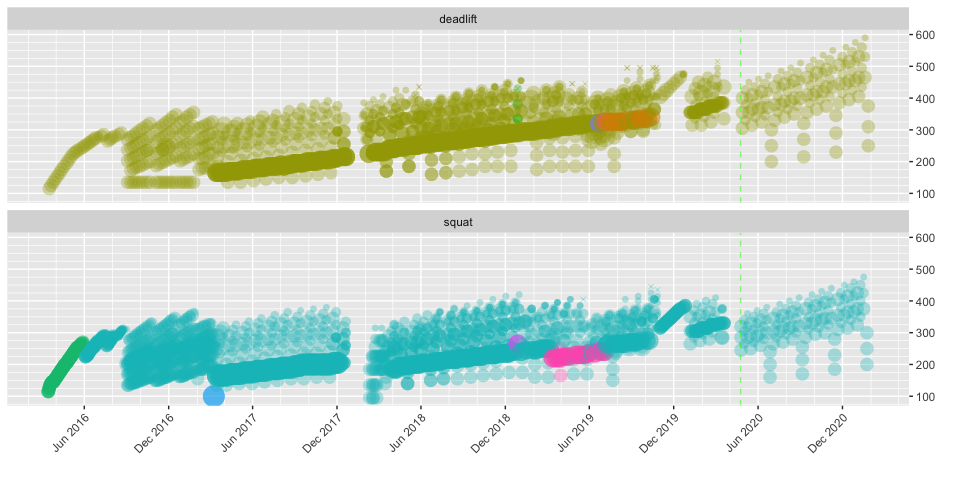 deadlift
600
500
400
300
200
100
squat
600
500
400
300
200
100
Jun 2016
Dec 2016
Jun 2017
Dec 2017
Jun 2018
Dec 2018
Jun 2019
Dec 2019
Jun 2020
Dec 2020